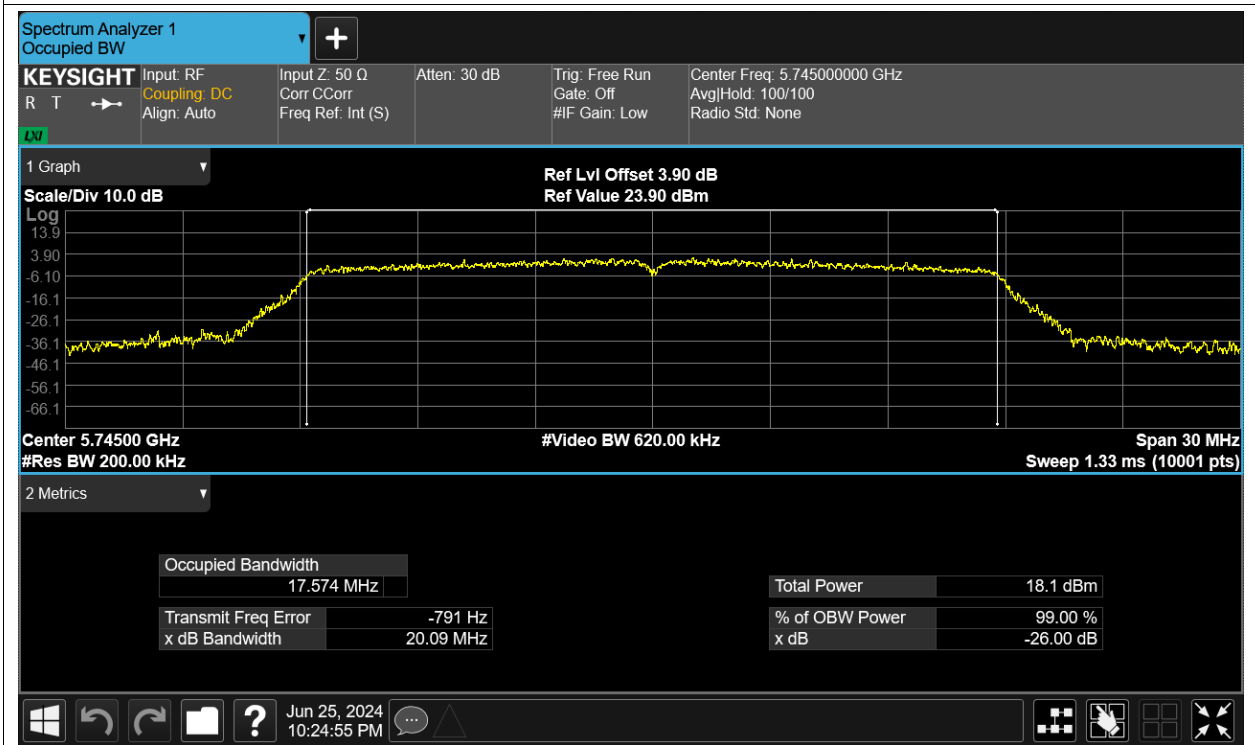 Spectrum Analyzer 1
Occupied BW
KEYSIGHT
R T
LXI
Input: RF
Coupling: DC
Align: Auto
Input Z: 50 Ω
Corr CCorr
Freq Ref: Int (S)
Atten: 30 dB
Trig: Free Run
Gate: Off
#IF Gain: Low
Center Freq: 5.745000000 GHz
Avg|Hold: 100/100
Radio Std: None
1 Graph
Scale/Div 10.0 dB
Ref Lvl Offset 3.90 dB
Ref Value 23.90 dBm
Log
13.9
3.90
-6.10
-16.1
-26.1
-36.1
-46.1
-56.1
-66.1
Center 5.74500 GHz
#Res BW 200.00 kHz
#Video BW 620.00 kHz
Span 30 MHz
Sweep 1.33 ms (10001 pts)
2 Metrics
Occupied Bandwidth
17.574 MHz
Transmit Freq Error -791 Hz
x dB Bandwidth 20.09 MHz
Total Power 18.1 dBm
% of OBW Power 99.00 %
x dB -26.00 dB
?
Jun 25, 2024
10:24:55 PM